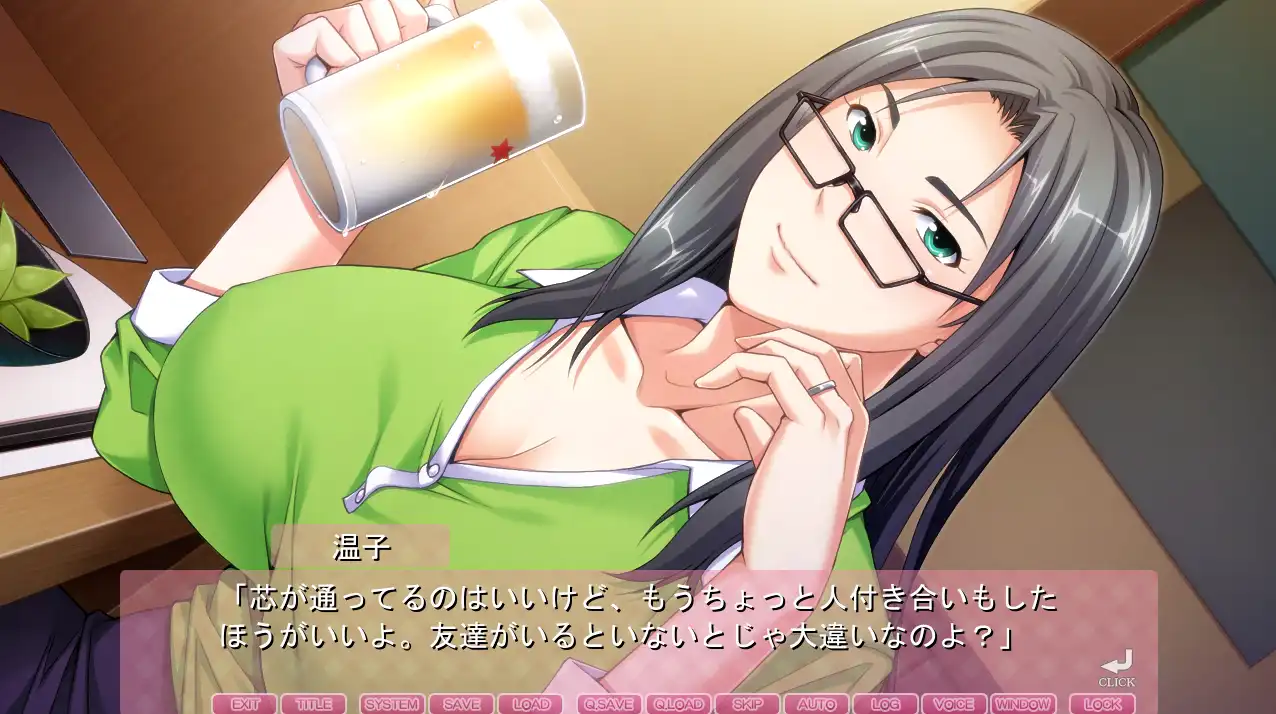 温子
「芯が通ってるのはいいけど、もうちょっと人付き合いもした
ほうがいいよ。友達がいるといないとじゃ大違いなのよ？」
CLICK
EXIT TITLE SYSTEM SAVE LOAD Q.SAVE Q.LOAD SKIP AUTO LOG VOICE WINDOW LOCK